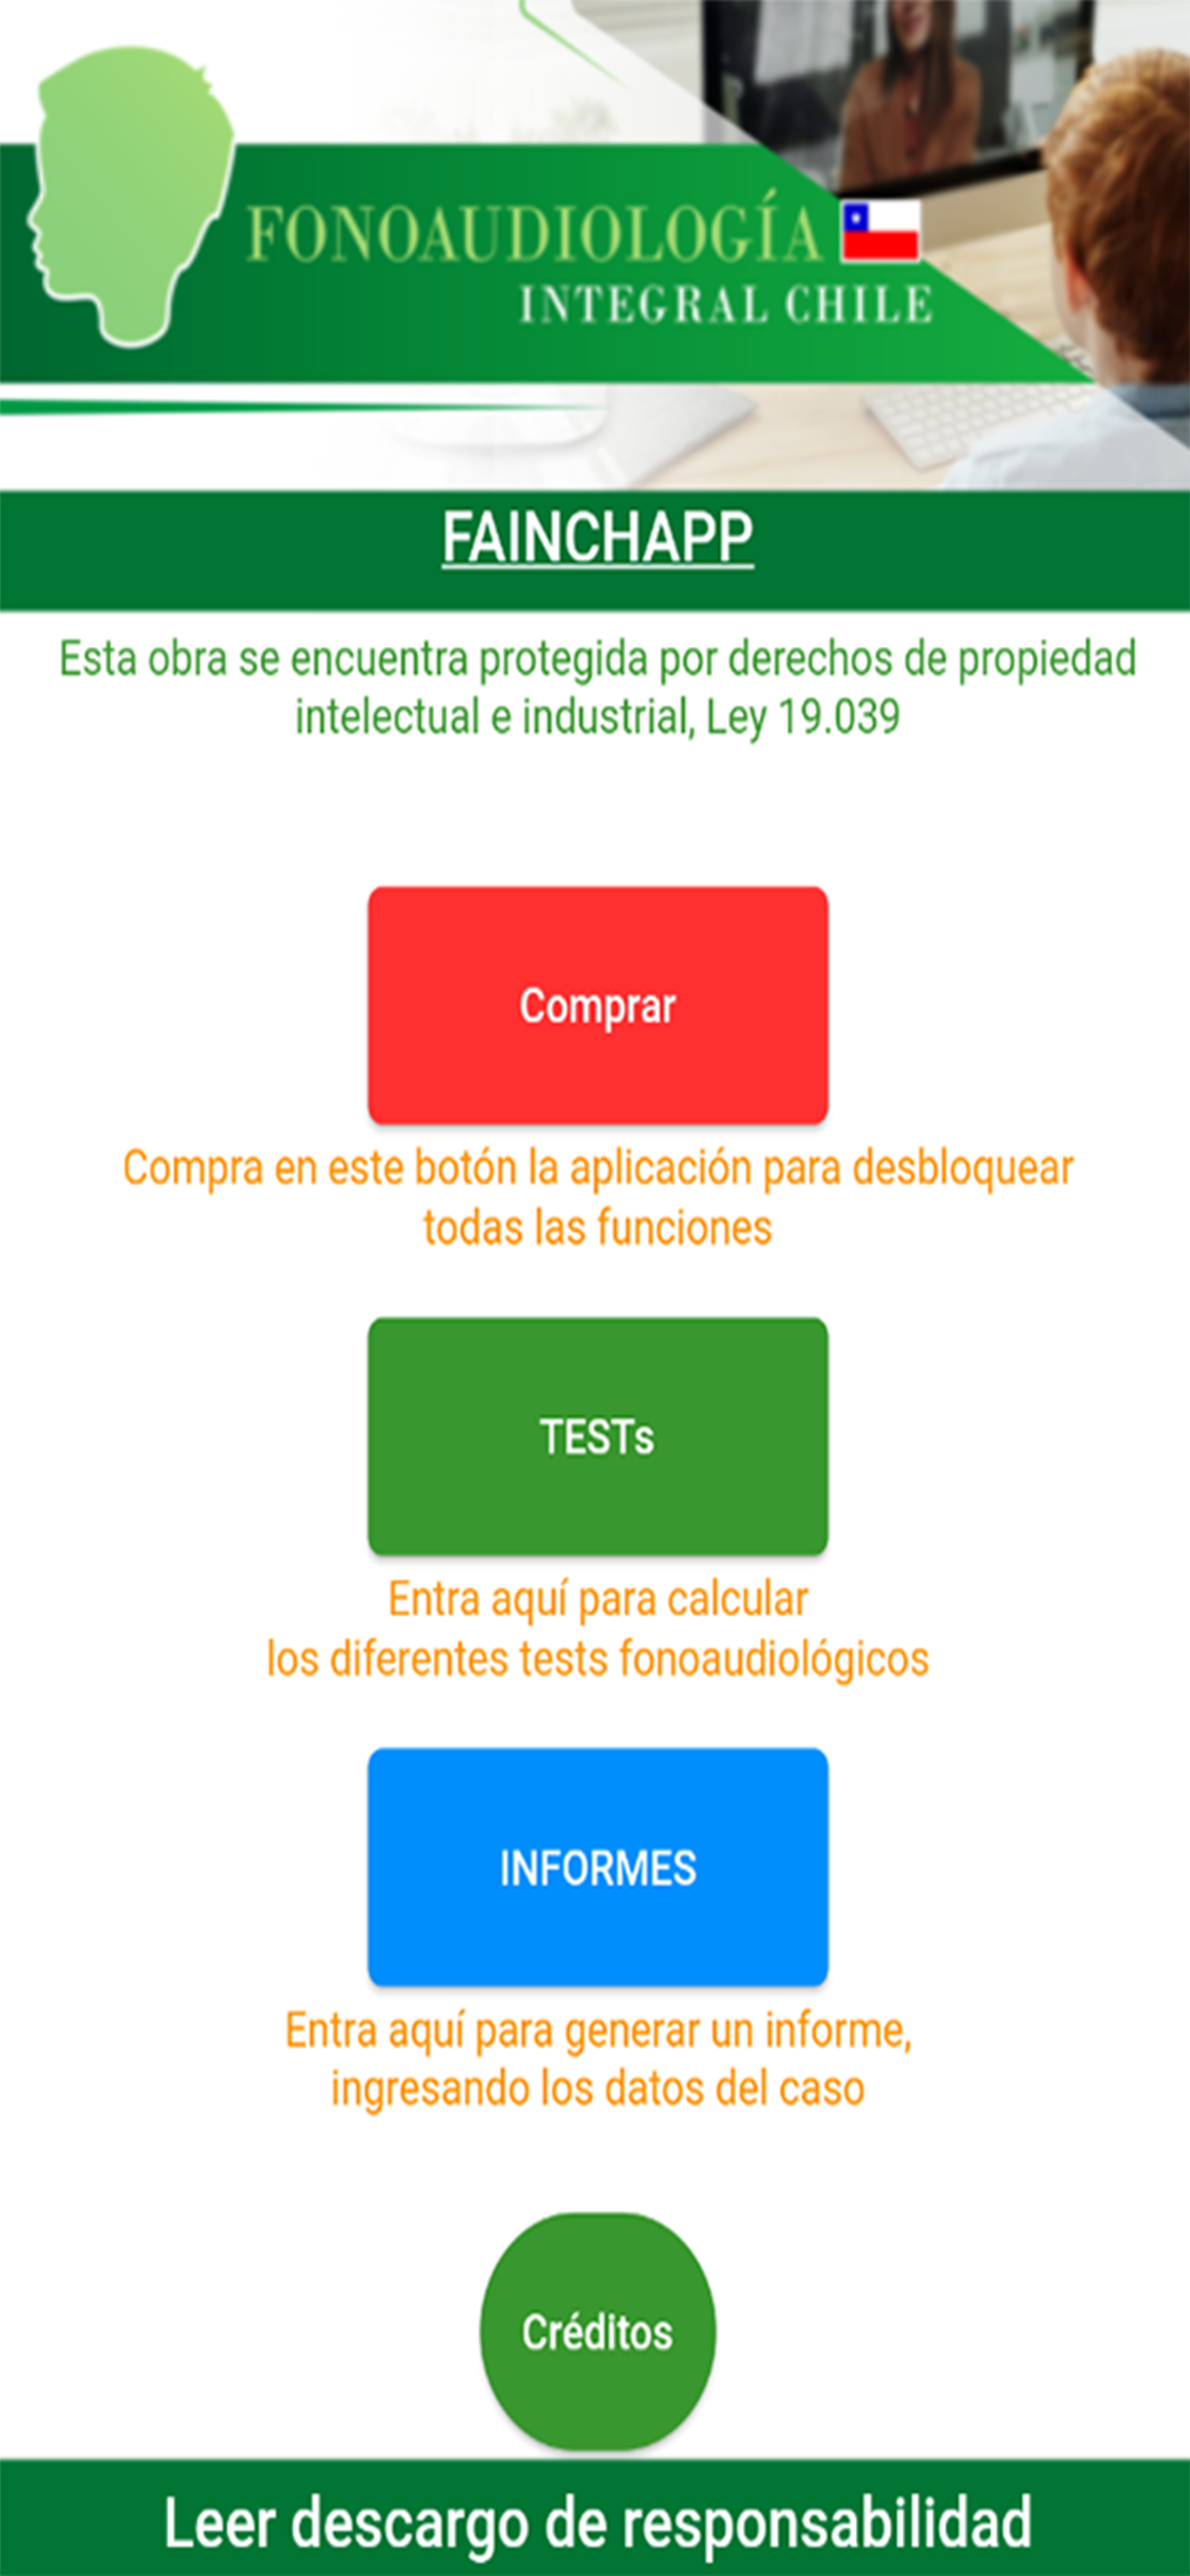 FONOAUDIOLOGÍA
INTEGRAL CHILE
FAINCHAPP
Esta obra se encuentra protegida por derechos de propiedad
intelectual e industrial, Ley 19.039
Comprar
Compra en este botón la aplicación para desbloquear
todas las funciones
TESTs
Entra aquí para calcular
los diferentes tests fonoaudiológicos
INFORMES
Entra aquí para generar un informe,
ingresando los datos del caso
Créditos
Leer descargo de responsabilidad